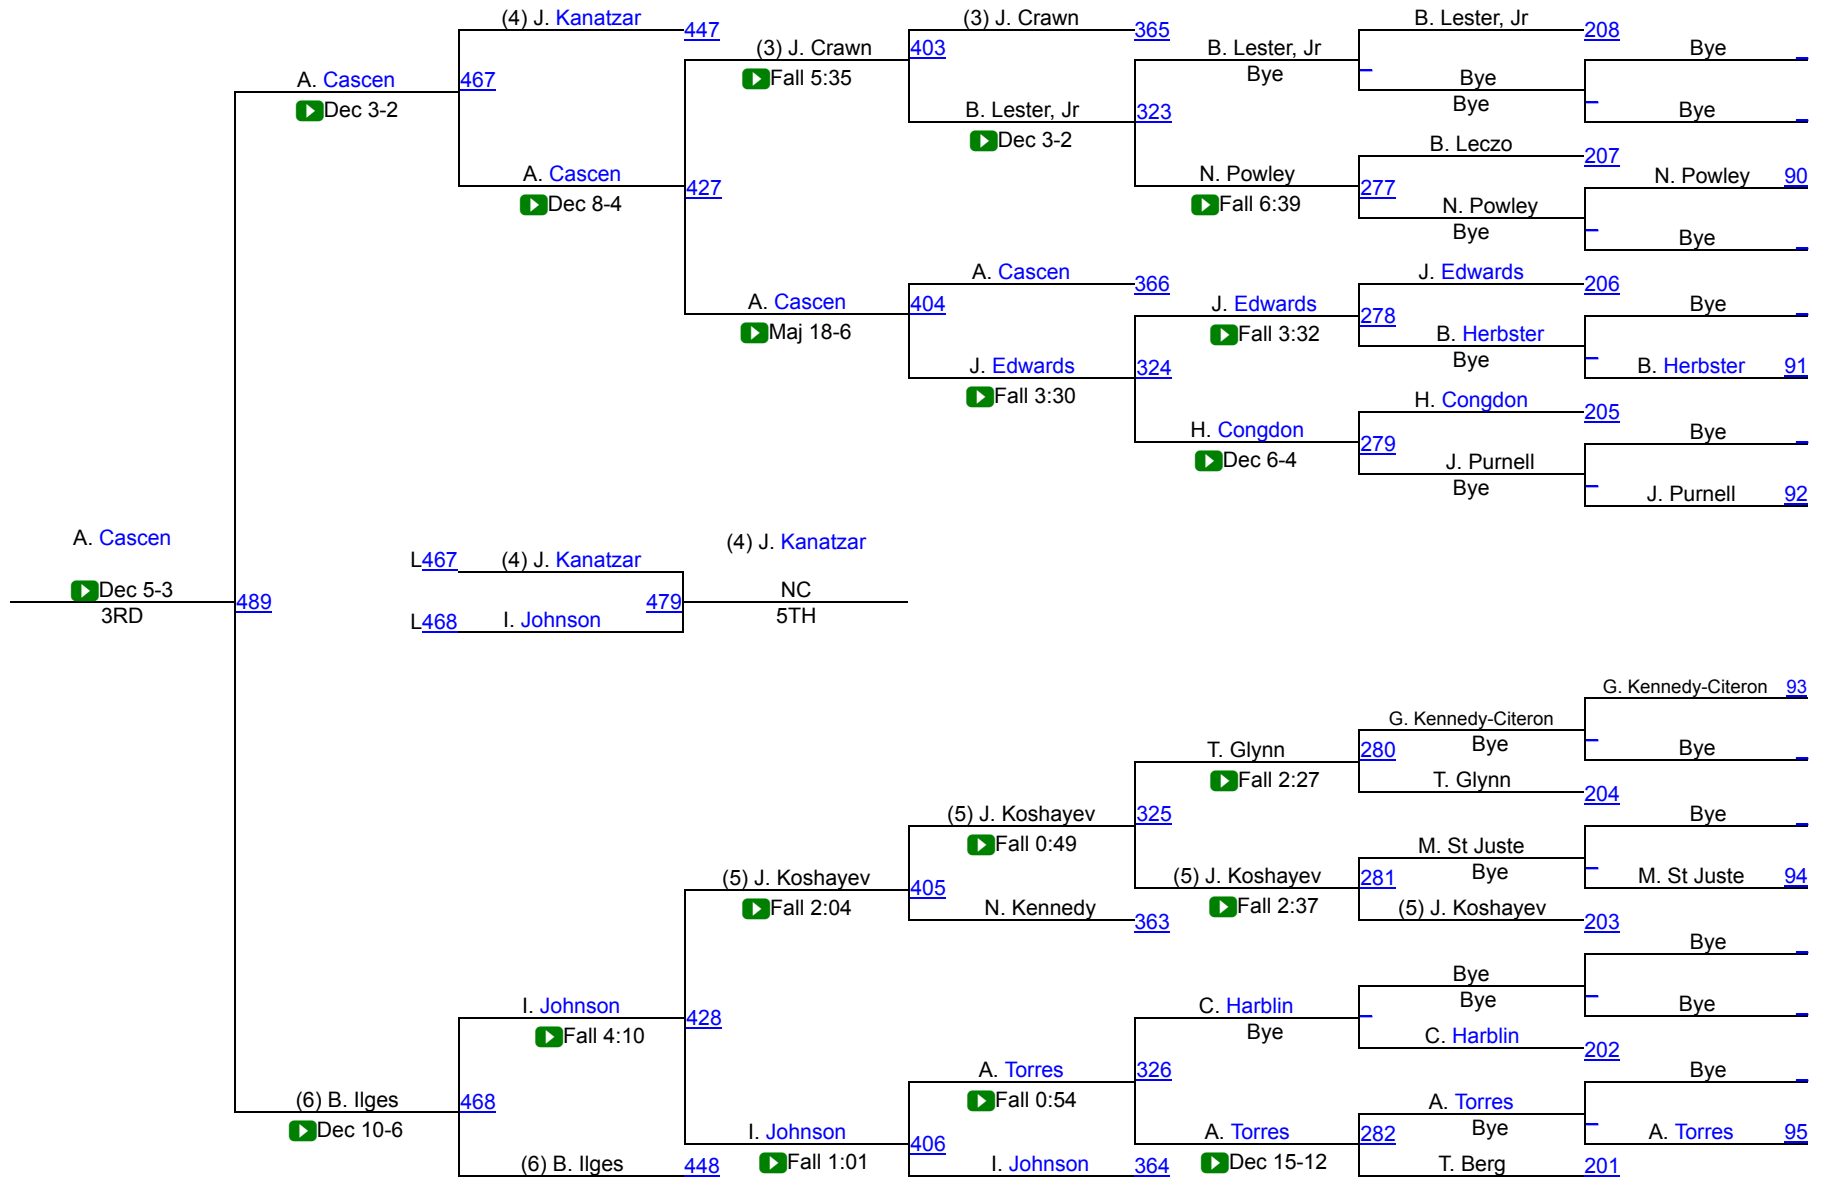 (4) J. Kanatzar 447
A. Cascen 467
Dec 3-2
A. Cascen 427
Dec 8-4
(3) J. Crawn 403
Fall 5:35
(3) J. Crawn 365
B. Lester, Jr 323
Dec 3-2
B. Lester, Jr
Bye
B. Lester, Jr 208
Bye
Bye
Bye
Bye
N. Powley 277
Fall 6:39
B. Leczo 207
N. Powley
Bye
N. Powley 90
Bye
A. Cascen 404
Maj 18-6
A. Cascen 366
J. Edwards 324
Fall 3:30
J. Edwards 278
Fall 3:32
J. Edwards 206
B. Herbster
Bye
Bye
B. Herbster 91
H. Congdon 279
Dec 6-4
H. Congdon 205
J. Purnell
Bye
Bye
J. Purnell 92
A. Cascen
Dec 5-3 489
3RD
L467 (4) J. Kanatzar
L468 I. Johnson
479
(4) J. Kanatzar
NC
5TH
G. Kennedy-Citeron 93
G. Kennedy-Citeron
Bye
Bye
T. Glynn 280
Fall 2:27
T. Glynn 204
(5) J. Koshayev 325
Fall 0:49
Bye
M. St Juste
Bye
M. St Juste 94
(5) J. Koshayev 281
Fall 2:37
(5) J. Koshayev 203
(5) J. Koshayev 405
Fall 2:04
N. Kennedy 363
Bye
Bye
Bye
Bye
C. Harblin
Bye
C. Harblin 202
I. Johnson 428
Fall 4:10
A. Torres 326
Fall 0:54
Bye
A. Torres
Bye
A. Torres 95
(6) B. Ilges 468
Dec 10-6
I. Johnson 406
Fall 1:01
A. Torres 282
Dec 15-12
(6) B. Ilges 448
I. Johnson 364
T. Berg 201